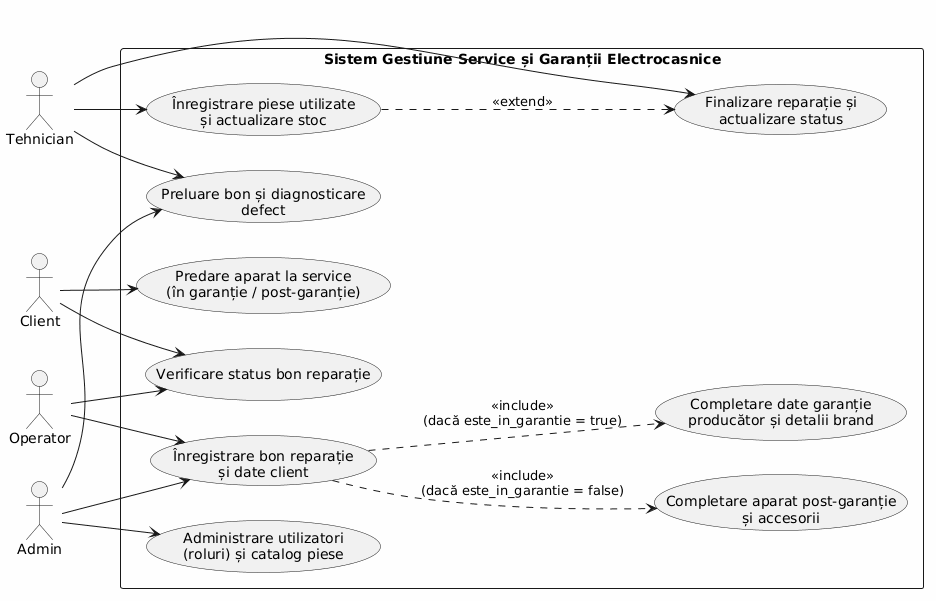 Sistem Gestiune Service și Garanții Electrocasnice
Tehnician
Înregistrare piese utilizate
și actualizare stoc
«extend»
Finalizare reparație și
actualizare status
Preluare bon și diagnosticare
defect
Client
Predare aparat la service
(în garanție / post-garanție)
Verificare status bon reparație
Operator
«include»
(dacă este_in_garantie = true)
Completare date garanție
producător și detalii brand
Înregistrare bon reparație
și date client
«include»
(dacă este_in_garantie = false)
Completare aparat post-garanție
și accesorii
Admin
Administrare utilizatori
(roluri) și catalog piese